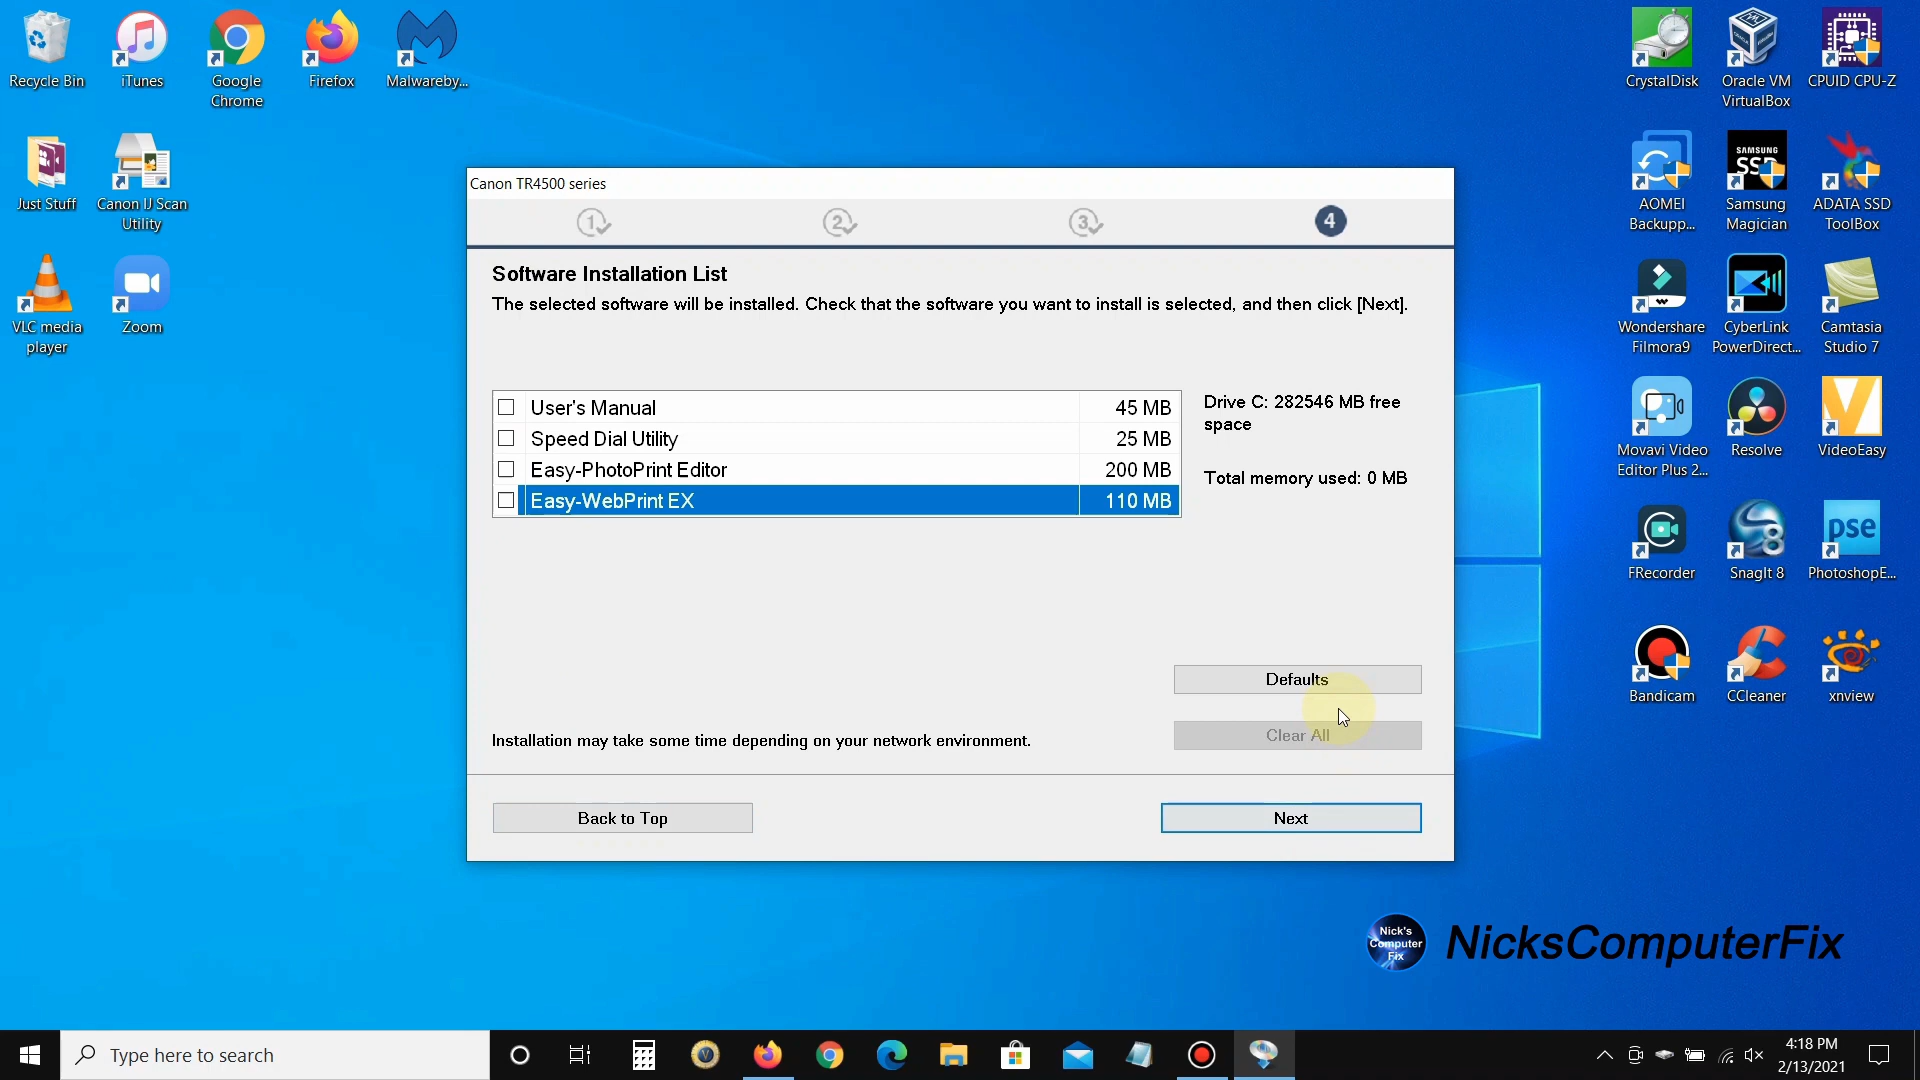 Recycle Bin
iTunes
Google
Chrome
Firefox
Malwareby...
Just Stuff
Canon IJ Scan
Utility
VLC media
player
Zoom
CrystalDisk
Oracle VM
VirtualBox
CPUID CPU-Z
SAMSUNG
SSD
AOMEI
Backupp...
Samsung
Magician
ADATA SSD
ToolBox
Wondershare
Filmora9
CyberLink
PowerDirect...
Camtasia
Studio 7
Movavi Video
Editor Plus 2...
Resolve
VideoEasy
8
pse
FRecorder
SnagIt 8
PhotoshopE...
Bandicam
CCleaner
xnview
Canon TR4500 series
1
2
3
4
Software Installation List
The selected software will be installed. Check that the software you want to install is selected, and then click [Next].
User's Manual 45 MB
Speed Dial Utility 25 MB
Easy-PhotoPrint Editor 200 MB
Easy-WebPrint EX 110 MB
Drive C: 282546 MB free
space
Total memory used: 0 MB
Defaults
Clear All
Installation may take some time depending on your network environment.
Back to Top
Next
Nick's
Computer
Fix
NicksComputerFix
Type here to search
4:18 PM
2/13/2021